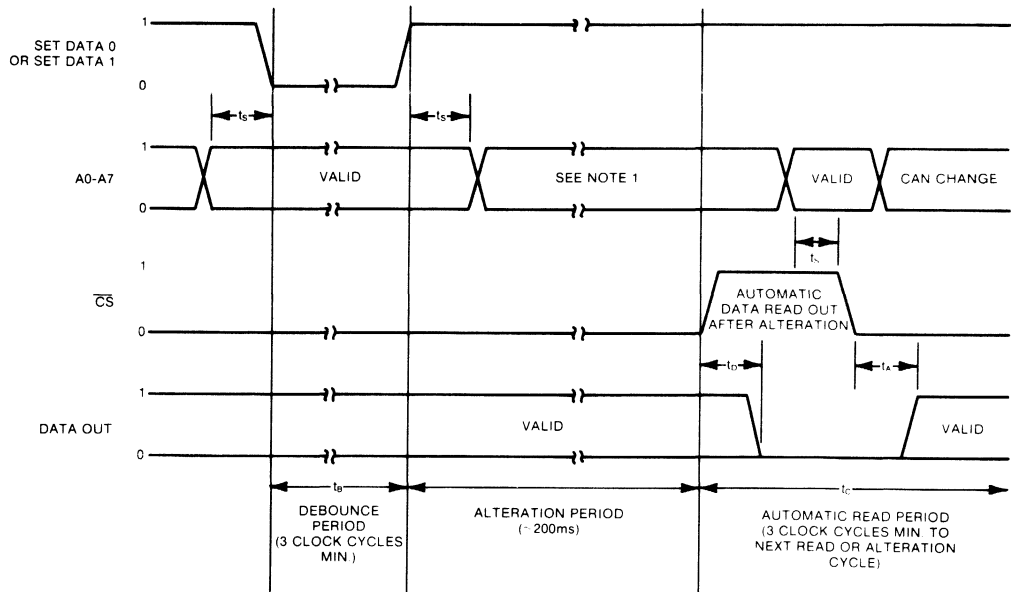 1
SET DATA 0
OR SET DATA 1
0
tS
tS
1
A0-A7
VALID
SEE NOTE 1
VALID
CAN CHANGE
0
tS
1
CS
AUTOMATIC
DATA READ OUT
AFTER ALTERATION
0
tD
tA
1
DATA OUT
VALID
VALID
0
tB
tC
DEBOUNCE
PERIOD
(3 CLOCK CYCLES
MIN.)
ALTERATION PERIOD
(~200ms)
AUTOMATIC READ PERIOD
(3 CLOCK CYCLES MIN. TO
NEXT READ OR ALTERATION
CYCLE)